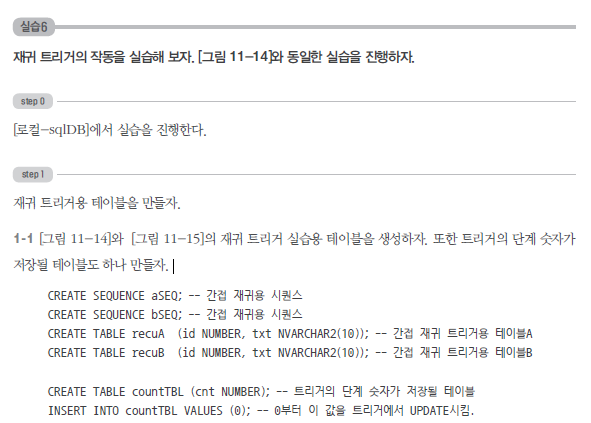 실습6
재귀 트리거의 작동을 실습해 보자. [그림 11-14]와 동일한 실습을 진행하자.
step 0
[로컬-sqlDB]에서 실습을 진행한다.
step 1
재귀 트리거용 테이블을 만들자.
1-1 [그림 11-14]와 [그림 11-15]의 재귀 트리거 실습용 테이블을 생성하자. 또한 트리거의 단계 숫자가
저장될 테이블도 하나 만들자.
CREATE SEQUENCE aSEQ; -- 간접 재귀용 시퀀스
CREATE SEQUENCE bSEQ; -- 간접 재귀용 시퀀스
CREATE TABLE recuA (id NUMBER, txt NVARCHAR2(10)); -- 간접 재귀 트리거용 테이블A
CREATE TABLE recuB (id NUMBER, txt NVARCHAR2(10)); -- 간접 재귀 트리거용 테이블B
CREATE TABLE countTBL (cnt NUMBER); -- 트리거의 단계 숫자가 저장될 테이블
INSERT INTO countTBL VALUES (0); -- 0부터 이 값을 트리거에서 UPDATE시킴.